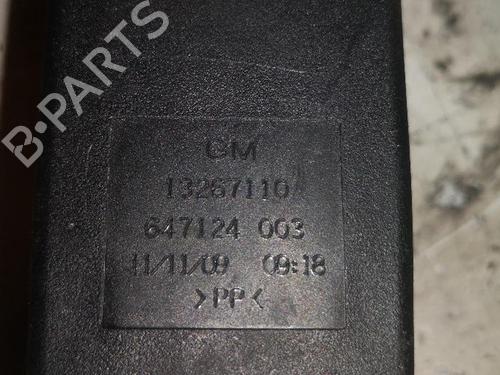 B-PARTS
GM
13267110
647124 003
11/11/09 09:18
>PP<